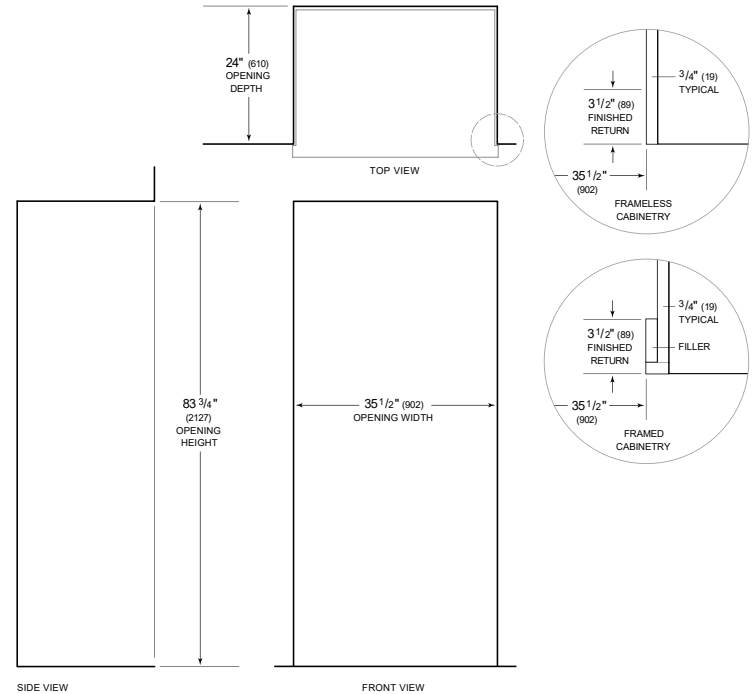 24" (610)
OPENING
DEPTH
TOP VIEW
3/4" (19)
TYPICAL
3 1/2" (89)
FINISHED
RETURN
35 1/2"
(902)
FRAMELESS
CABINETRY
3/4" (19)
TYPICAL
3 1/2" (89)
FINISHED
RETURN
FILLER
35 1/2"
(902)
FRAMED
CABINETRY
83 3/4"
(2127)
OPENING
HEIGHT
35 1/2" (902)
OPENING WIDTH
SIDE VIEW
FRONT VIEW